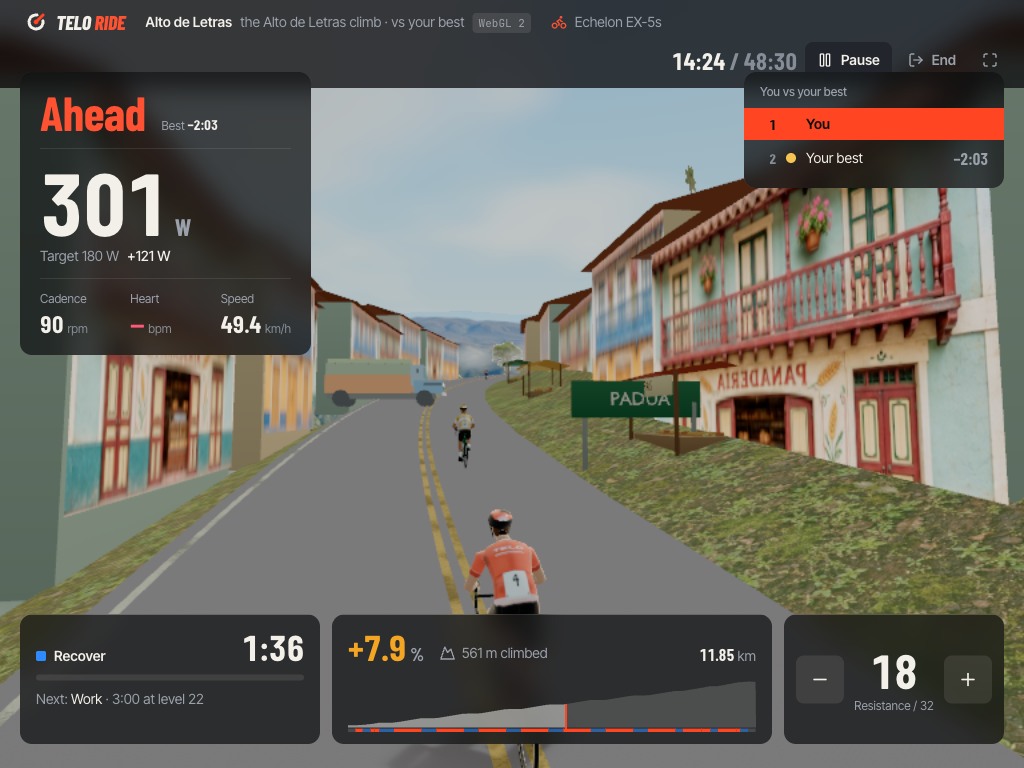 TELO RIDE Alto de Letras the Alto de Letras climb · vs your best WebGL 2 Echelon EX-5s
14:24 / 48:30 Pause End
Ahead Best −2:03
301 W
Target 180 W +121 W
Cadence Heart Speed
90 rpm — bpm 49.4 km/h
You vs your best
1 You
2 Your best −2:03
PANADERIA
PADUA
TELO
4
Recover 1:36
Next: Work · 3:00 at level 22
+7.9 % 561 m climbed 11.85 km
− 18 +
Resistance / 32